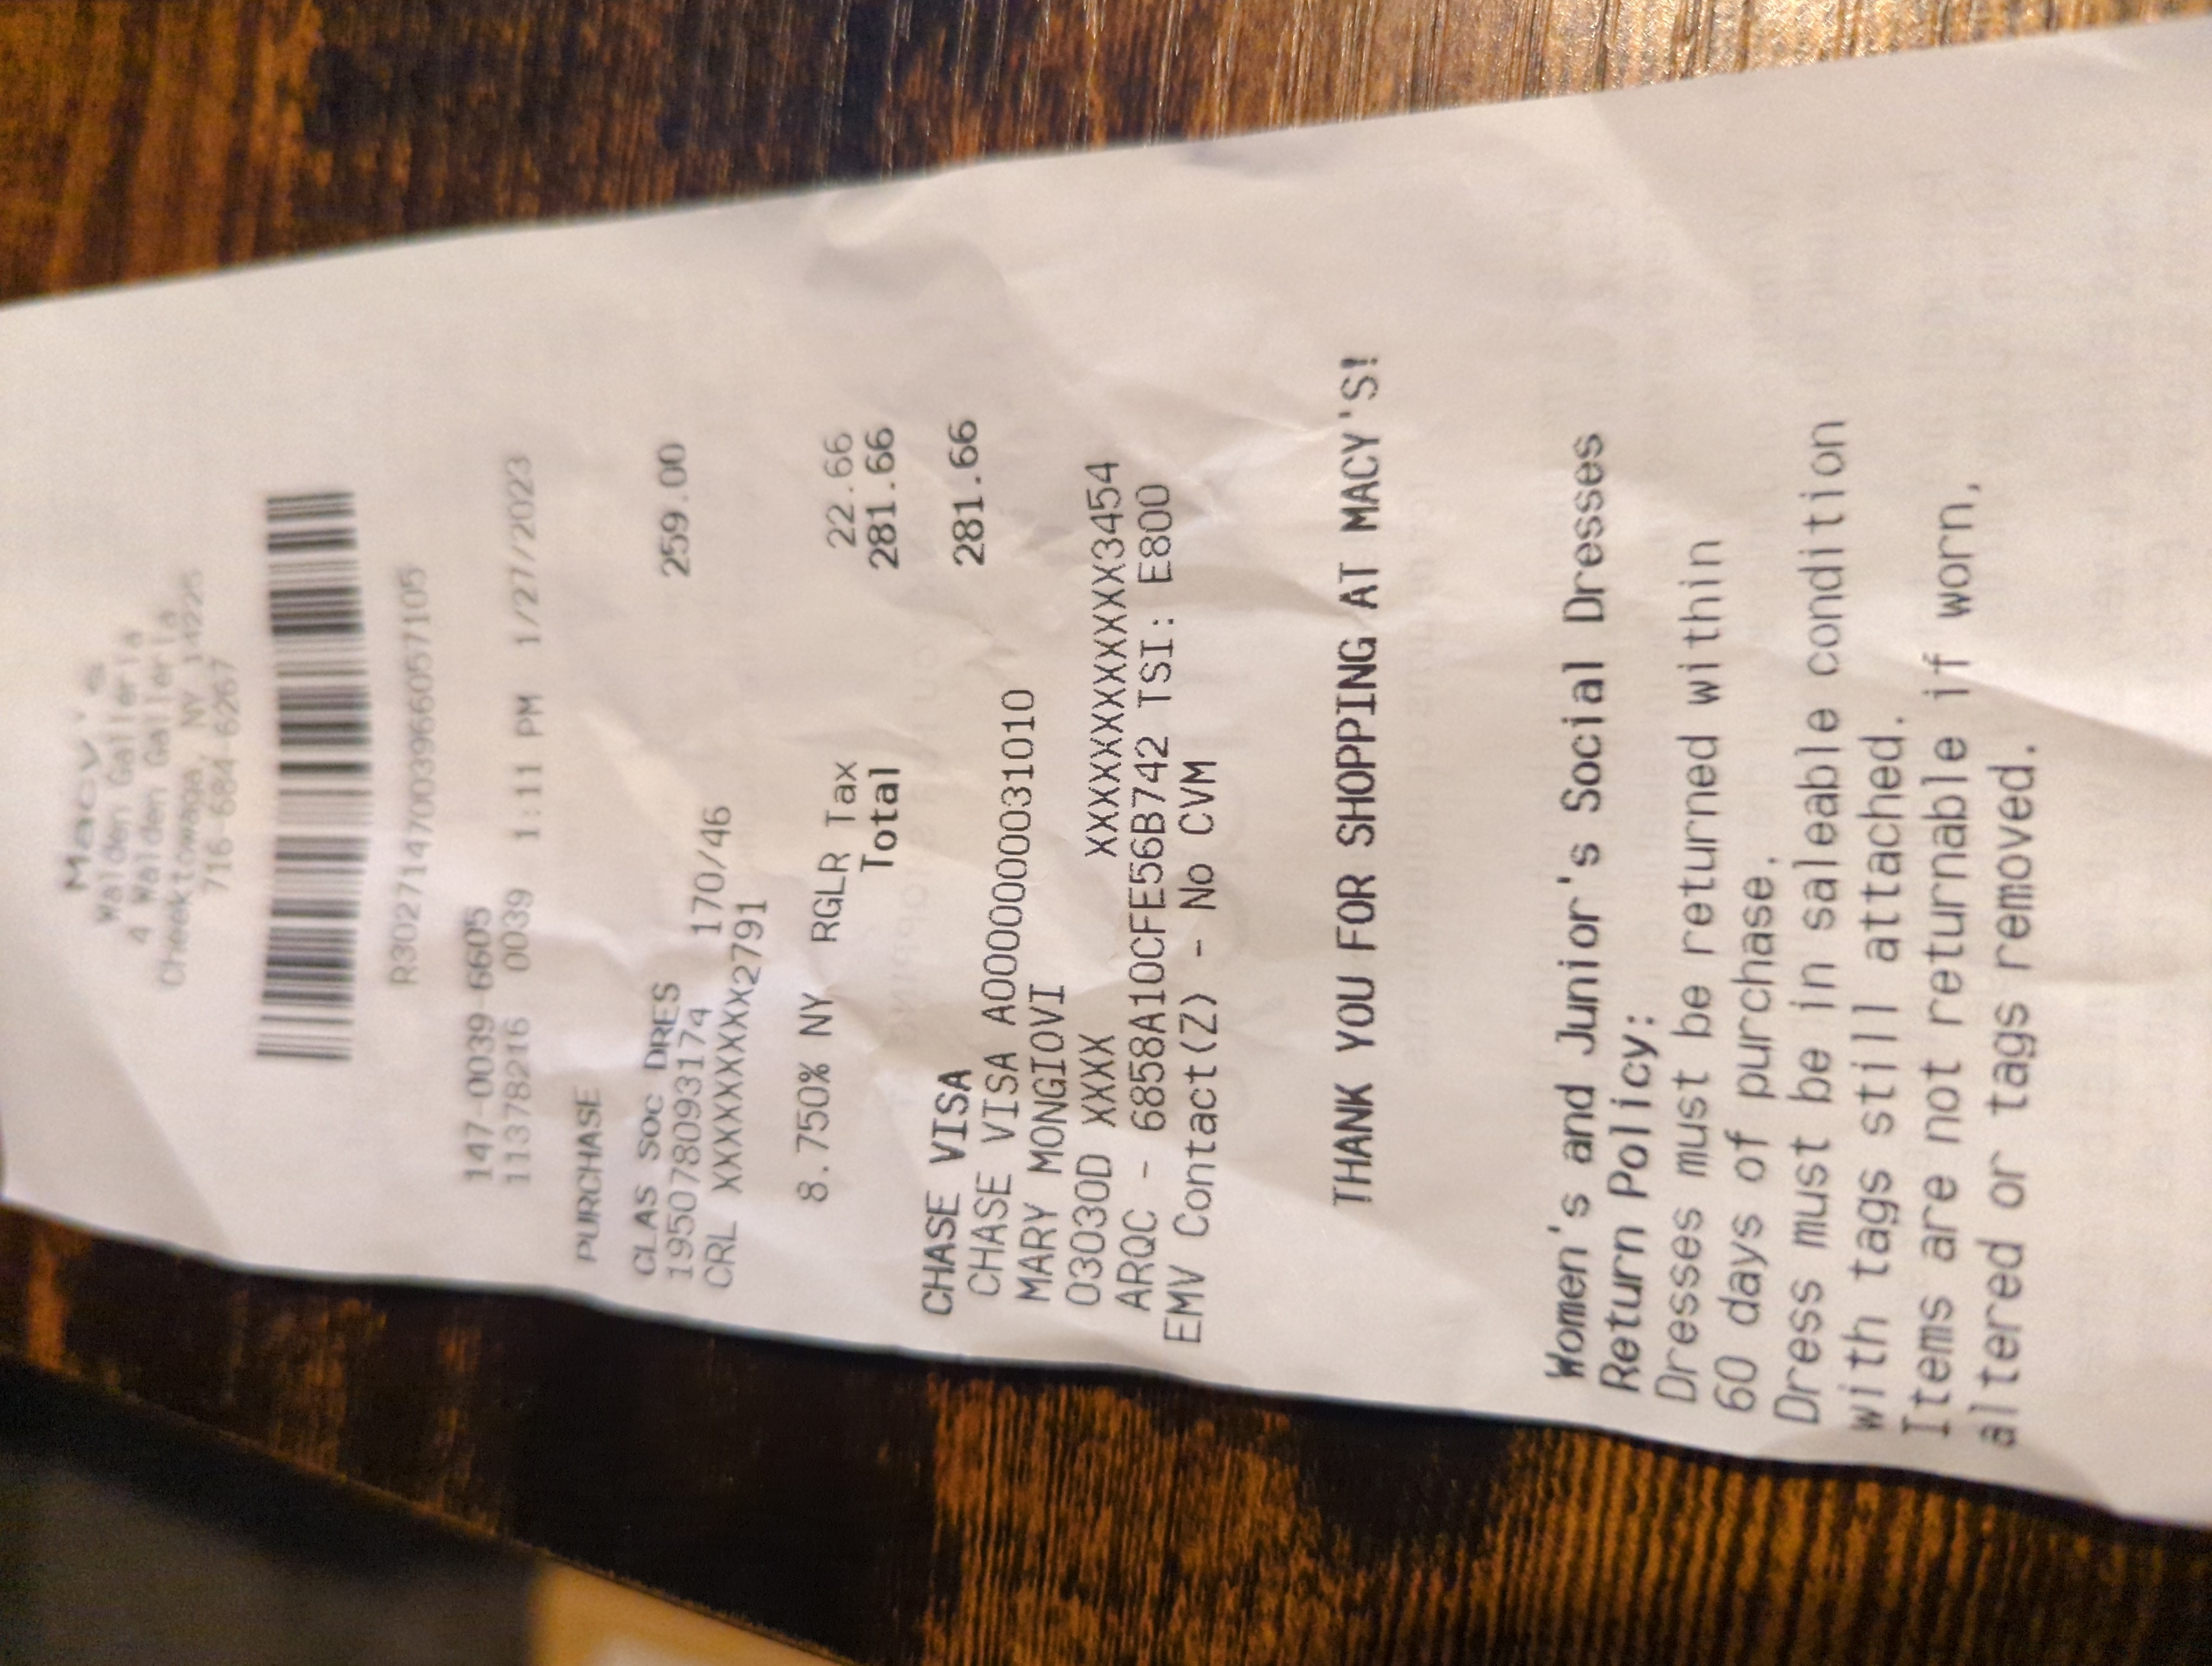 Macy's
Walden Galleria
4 Walden Galleria
Cheektowaga, NY 14225
716-684-6267
R30271470039660557105
147-0039-6605
11378216 0039 1:11 PM 1/27/2023
PURCHASE
CLAS SOC DRES 259.00
195078093174 170/46
CRL XXXXXXXXXX2791
8.750% NY RGLR Tax 22.66
Total 281.66
CHASE VISA 281.66
CHASE VISA A0000000031010
MARY MONGIOVI
03030D XXXX XXXXXXXXXXXX3454
ARQC - 6858A10CFE56B742 TSI: E800
EMV Contact(Z) - No CVM
THANK YOU FOR SHOPPING AT MACY'S!
Women's and Junior's Social Dresses
Return Policy:
Dresses must be returned within
60 days of purchase.
Dress must be in saleable condition
with tags still attached.
Items are not returnable if worn,
altered or tags removed.